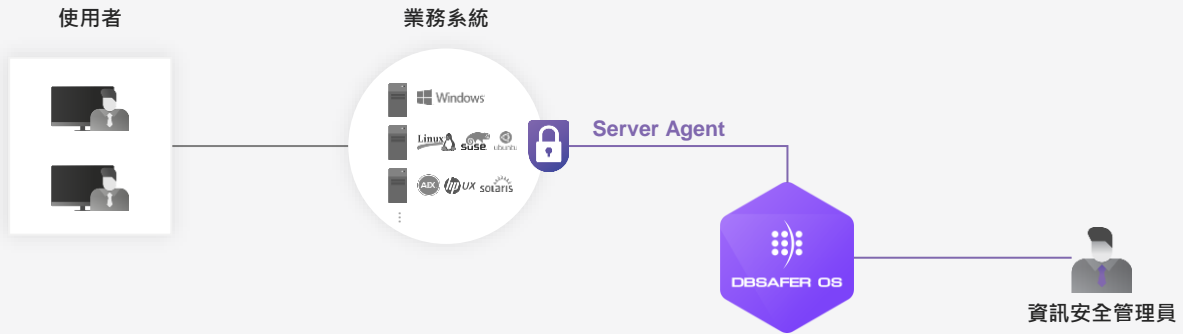 使用者
業務系統
Windows
Linux SUSE ubuntu
AIX hp UX solaris
Server Agent
DBSAFER OS
資訊安全管理員